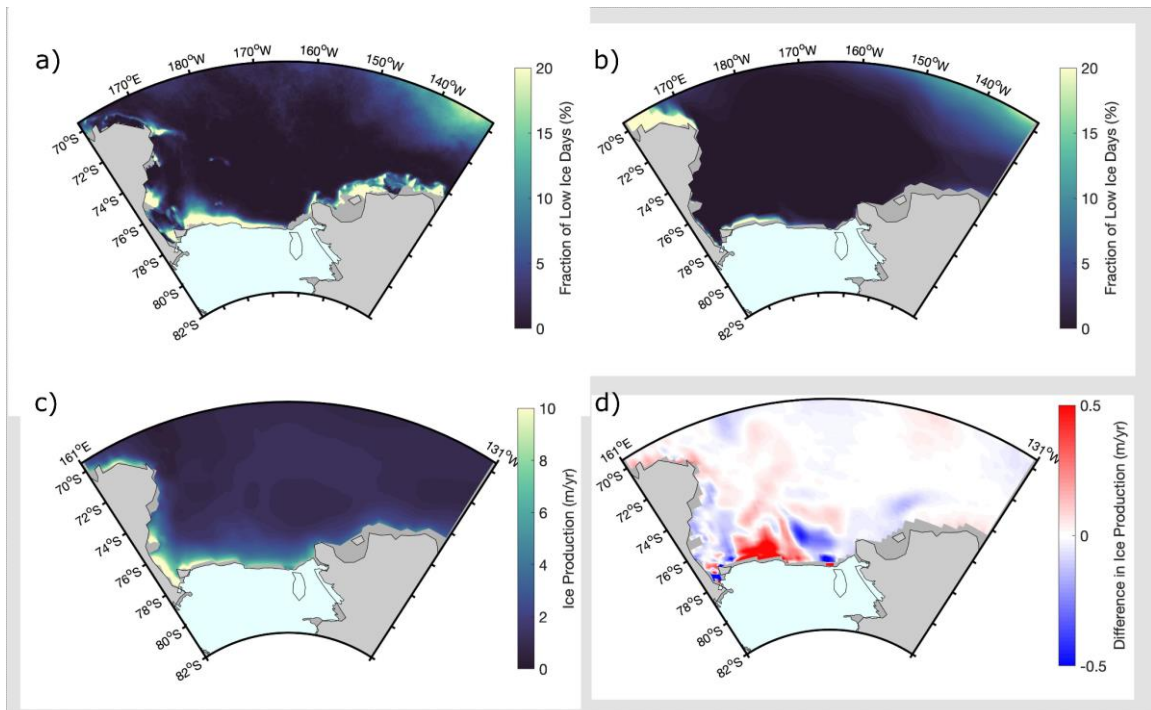 a)
180°W
170°W
160°W
170°E
150°W
140°W
70°S
72°S
74°S
76°S
78°S
80°S
82°S
20
15
10
5
0
Fraction of Low Ice Days (%)
b)
180°W
170°W
160°W
170°E
150°W
140°W
70°S
72°S
74°S
76°S
78°S
80°S
82°S
20
15
10
5
0
Fraction of Low Ice Days (%)
c)
161°E
131°W
70°S
72°S
74°S
76°S
78°S
80°S
82°S
10
8
6
4
2
0
Ice Production (m/yr)
d)
161°E
131°W
70°S
72°S
74°S
76°S
78°S
80°S
82°S
0.5
0
-0.5
Difference in Ice Production (m/yr)